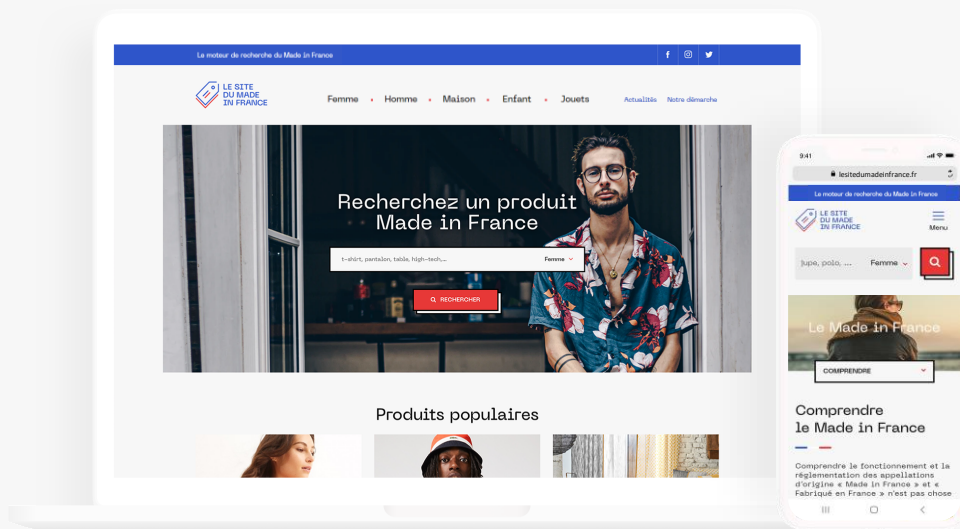 Le moteur de recherche du Made in France
LE SITE
DU MADE
IN FRANCE
Femme
Homme
Maison
Enfant
Jouets
Actualités
Notre démarche
Recherchez un produit
Made in France
t-shirt, pantalon, table, high-tech,...
Femme
RECHERCHER
Produits populaires
9:41
lesitedumadeinfrance.fr
Le moteur de recherche du Made in France
LE SITE
DU MADE
IN FRANCE
Menu
jupe, polo, ....
Femme
Le Made in France
COMPRENDRE
Comprendre
le Made in France
Comprendre le fonctionnement et la
réglementation des appellations
d'origine « Made in France » et «
Fabriqué en France » n'est pas chose